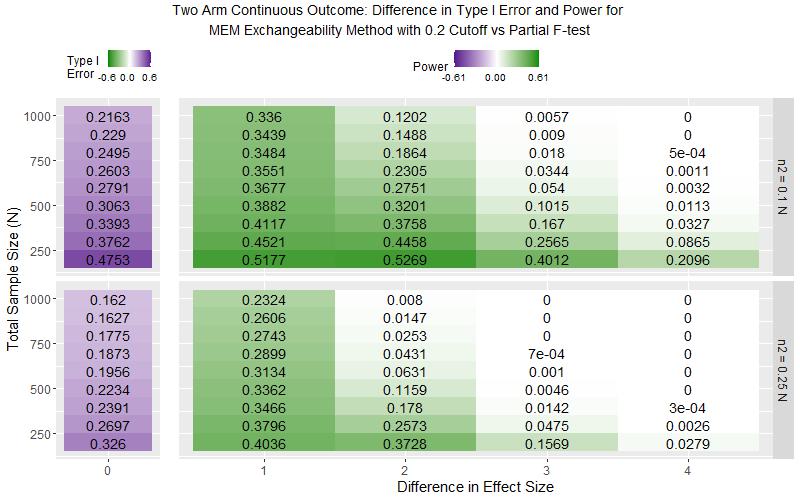 Two Arm Continuous Outcome: Difference in Type I Error and Power for
MEM Exchangeability Method with 0.2 Cutoff vs Partial F-test
Type I
Error
-0.6 0.0 0.6
Power
-0.61 0.00 0.61
Total Sample Size (N)
1000 0.2163 0.336 0.1202 0.0057 0
0.229 0.3439 0.1488 0.009 0
750 0.2495 0.3484 0.1864 0.018 5e-04
0.2603 0.3551 0.2305 0.0344 0.0011
0.2791 0.3677 0.2751 0.054 0.0032
500 0.3063 0.3882 0.3201 0.1015 0.0113
0.3393 0.4117 0.3758 0.167 0.0327
0.3762 0.4521 0.4458 0.2565 0.0865
250 0.4753 0.5177 0.5269 0.4012 0.2096
n2 = 0.1 N
1000 0.162 0.2324 0.008 0 0
0.1627 0.2606 0.0147 0 0
0.1775 0.2743 0.0253 0 0
750 0.1873 0.2899 0.0431 7e-04 0
0.1956 0.3134 0.0631 0.001 0
500 0.2234 0.3362 0.1159 0.0046 0
0.2391 0.3466 0.178 0.0142 3e-04
0.2697 0.3796 0.2573 0.0475 0.0026
250 0.326 0.4036 0.3728 0.1569 0.0279
n2 = 0.25 N
0 1 2 3 4
Difference in Effect Size